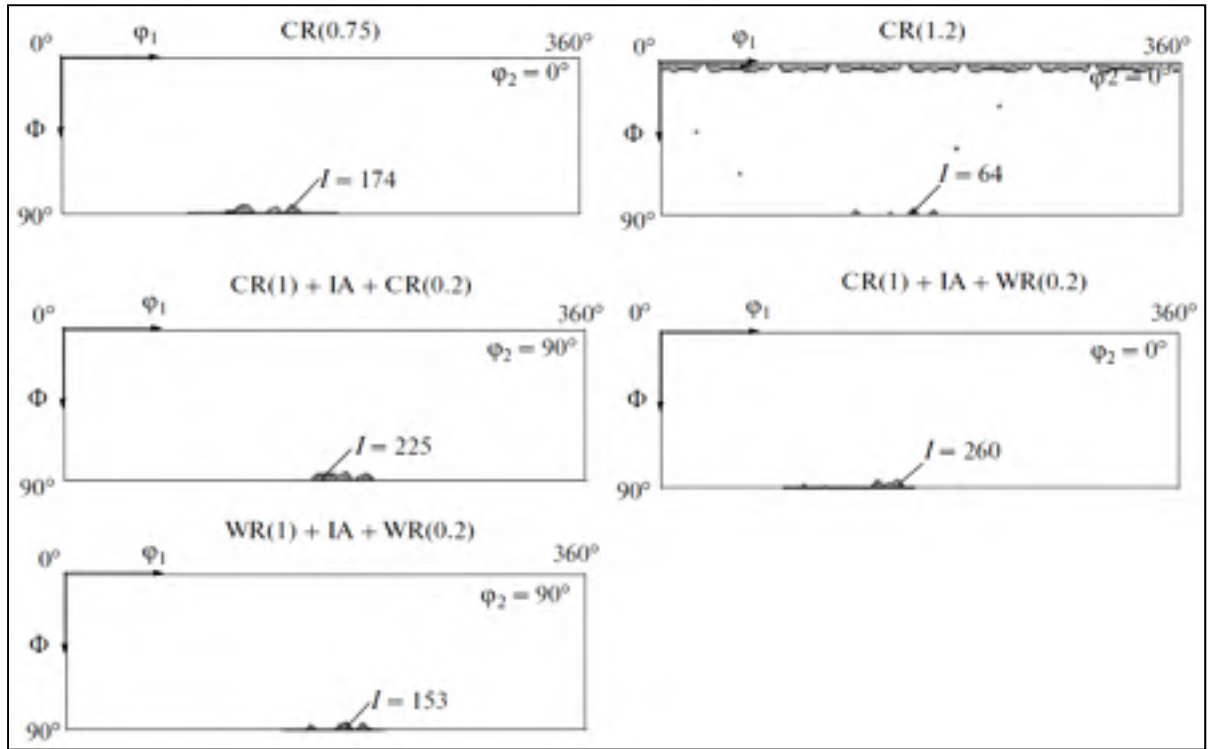 CR(0.75)
0° φ₁ 360°
φ₂ = 0°
Φ
I = 174
90°
CR(1.2)
0° φ₁ 360°
φ2 = 0°
Φ
I = 64
90°
CR(1) + IA + CR(0.2)
0° φ₁ 360°
φ₂ = 90°
Φ
I = 225
90°
CR(1) + IA + WR(0.2)
0° φ₁ 360°
φ₂ = 0°
Φ
I = 260
90°
WR(1) + IA + WR(0.2)
0° φ₁ 360°
φ₂ = 90°
Φ
I = 153
90°